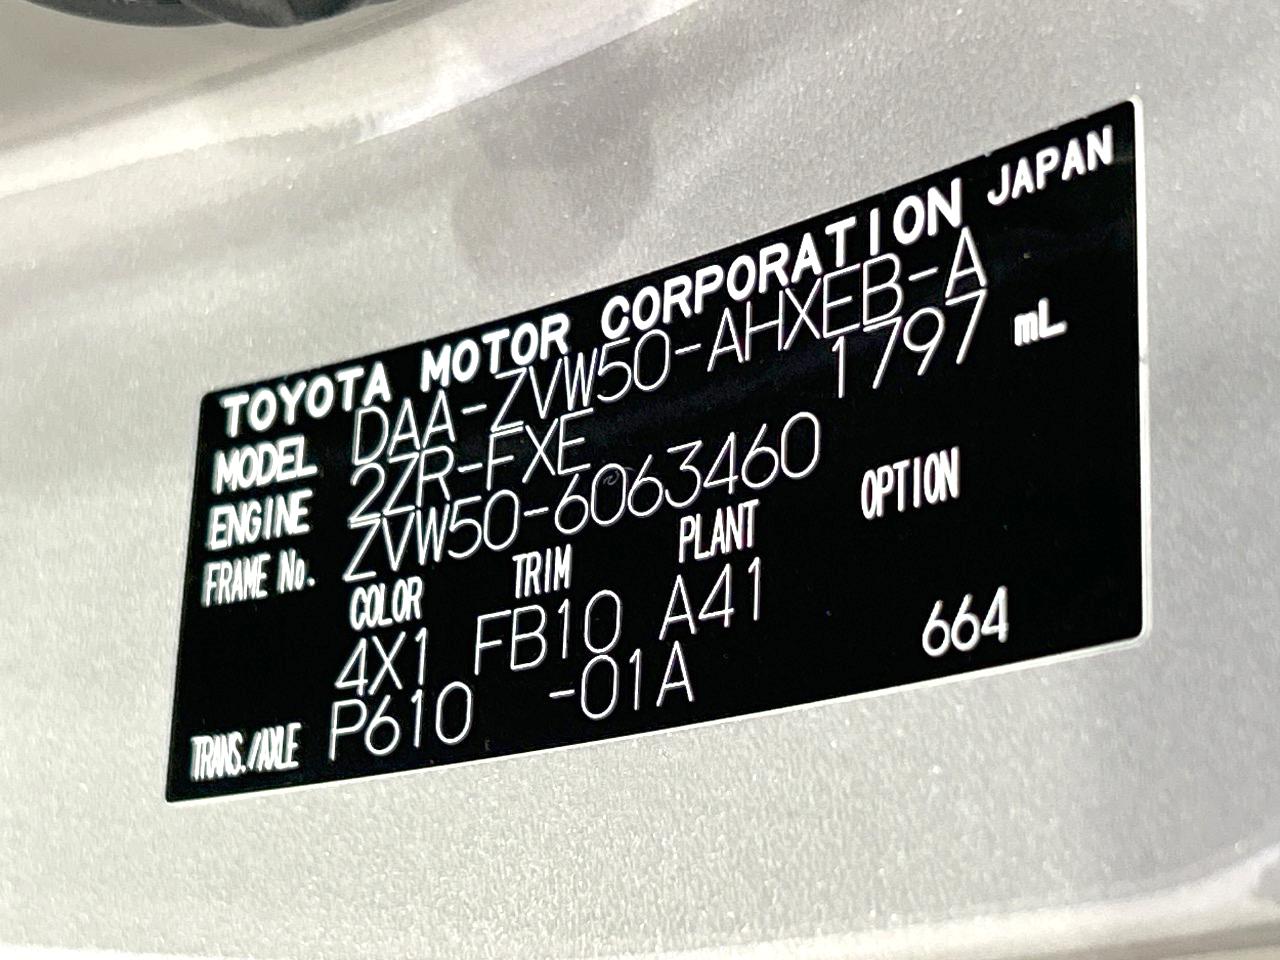 TOYOTA MOTOR CORPORATION JAPAN
MODEL DAA-ZVW50-AHXEB-A
ENGINE 2ZR-FXE 1797 mL
FRAME No. ZVW50-6063460
COLOR TRIM PLANT OPTION
4X1 FB10 A41
TRANS./AXLE P610 -01A 664